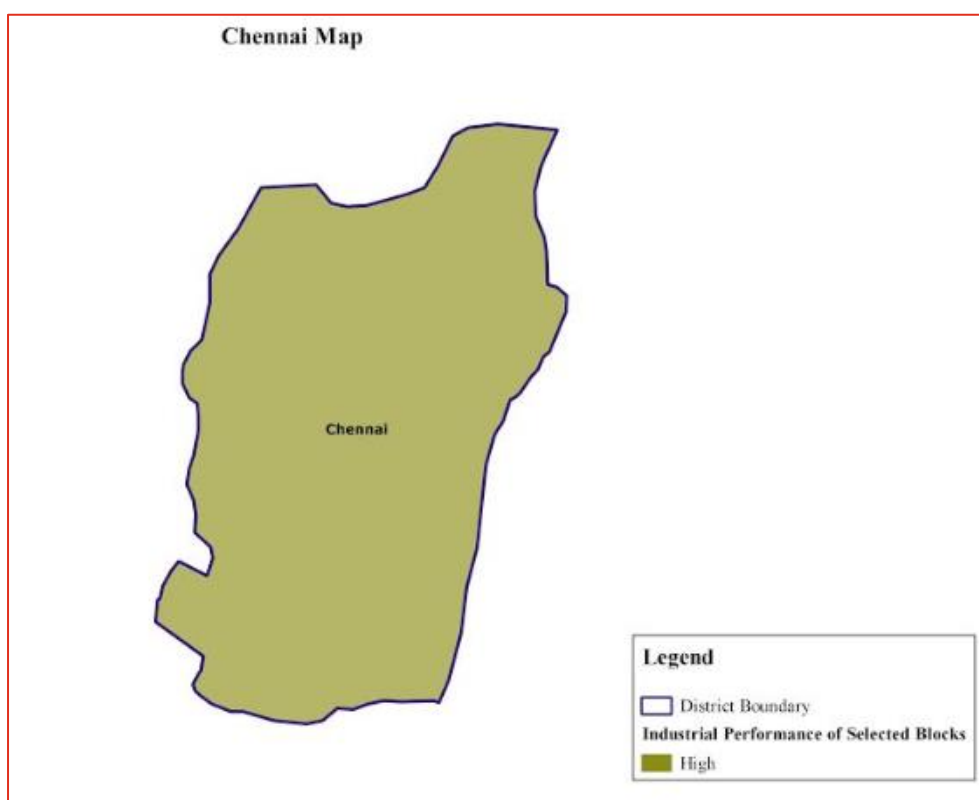 Chennai Map
Chennai
Legend
District Boundary
Industrial Performance of Selected Blocks
High